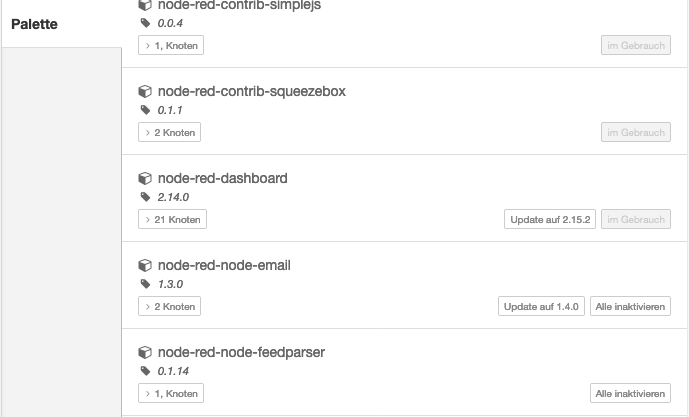 Palette
node-red-contrib-simplejs
0.0.4
> 1, Knoten im Gebrauch
node-red-contrib-squeezebox
0.1.1
> 2 Knoten im Gebrauch
node-red-dashboard
2.14.0
> 21 Knoten Update auf 2.15.2 im Gebrauch
node-red-node-email
1.3.0
> 2 Knoten Update auf 1.4.0 Alle inaktivieren
node-red-node-feedparser
0.1.14
> 1, Knoten Alle inaktivieren